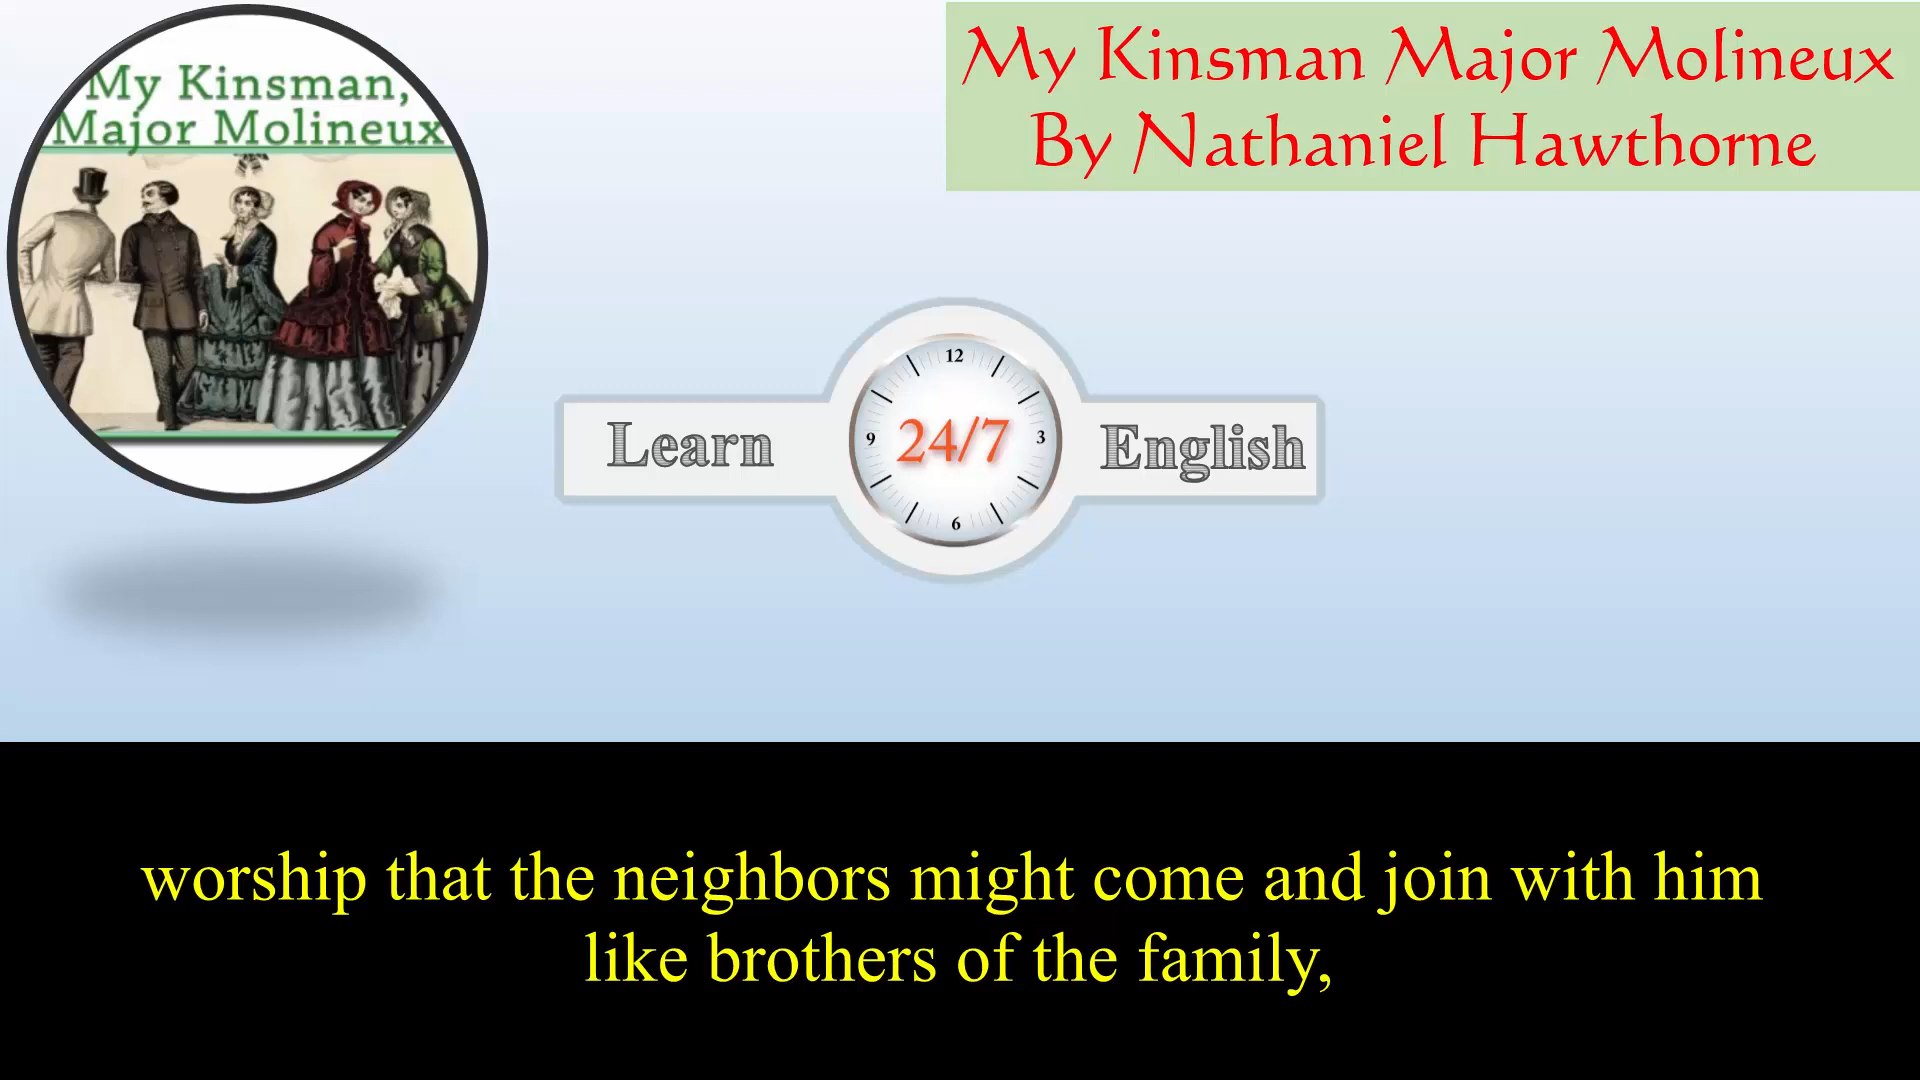 My Kinsman,
Major Molineux
My Kinsman Major Molineux
By Nathaniel Hawthorne
12
Learn
9
24/7
3
English
6
worship that the neighbors might come and join with him
like brothers of the family,